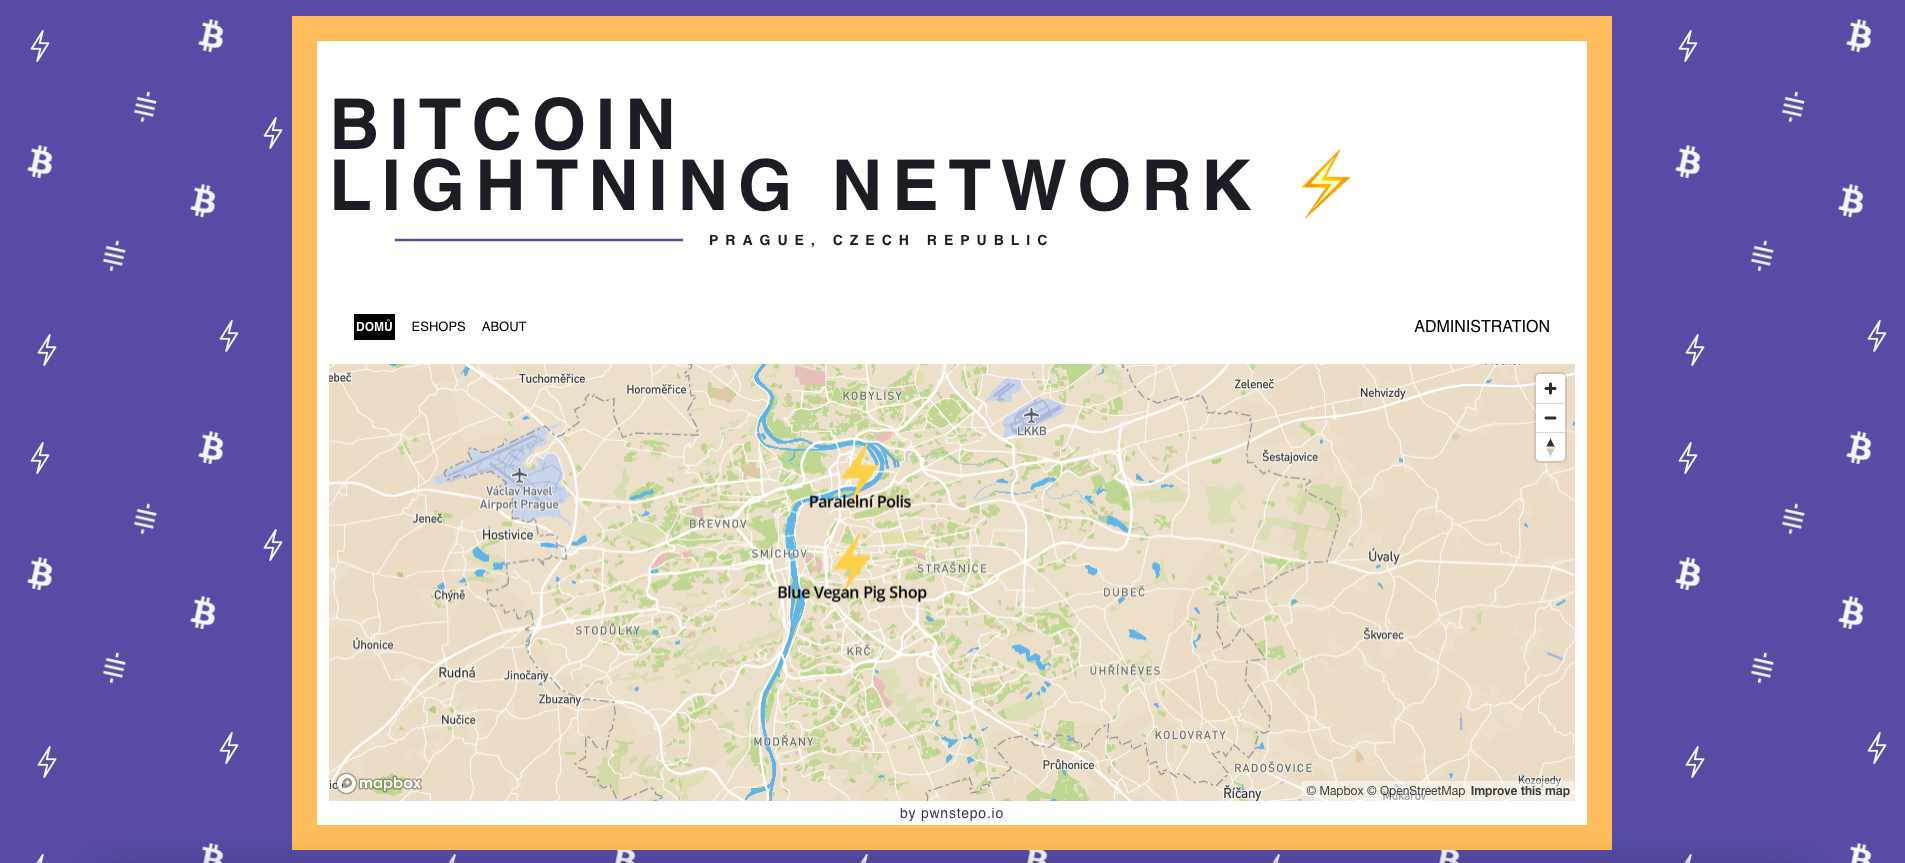 BITCOIN
LIGHTNING NETWORK
PRAGUE, CZECH REPUBLIC
DOMŮ ESHOPS ABOUT ADMINISTRATION
ebeč
Tuchoměřice
Horoměřice
KOBYLISY
Zeleneč
Nehvizdy
LKKB
Šestajovice
Václav Havel
Airport Prague
Paralelní Polis
Jeneč
Hostivice
BŘEVNOV
SMÍCHOV
STRAŠNICE
Úvaly
Blue Vegan Pig Shop
Chýně
DUBEČ
STODŮLKY
Škvorec
Úhonice
KRČ
Rudná
Jinočany
UHŘÍNĚVES
Zbuzany
Nučice
MODŘANY
KOLOVRATY
Průhonice
RADOŠOVICE
Kozojedy
mapbox
Říčany
© Mapbox © OpenStreetMap Improve this map
Mukařov
by pwnstepo.io